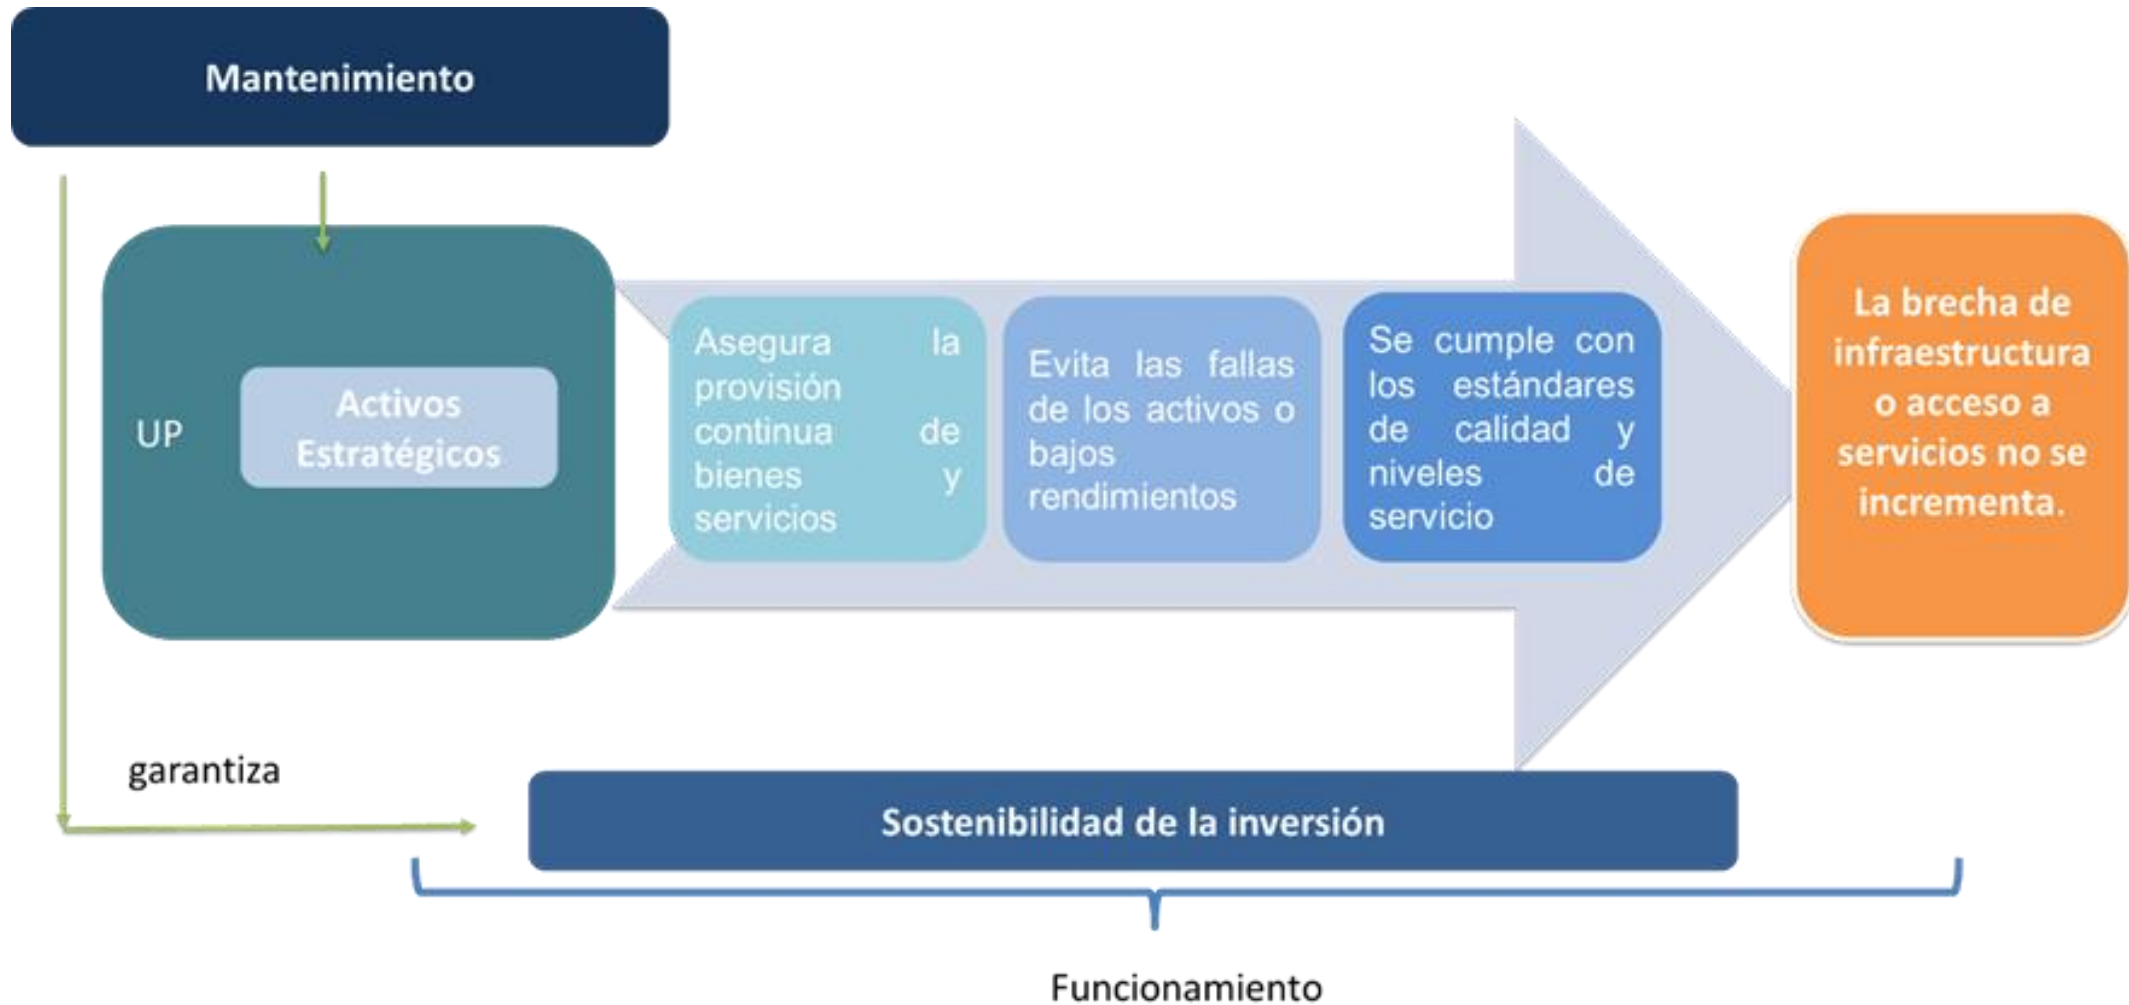 Mantenimiento
UP
Activos
Estratégicos
Asegura la
provisión
continua de
bienes y
servicios
Evita las fallas
de los activos o
bajos
rendimientos
Se cumple con
los estándares
de calidad y
niveles de
servicio
La brecha de
infraestructura
o acceso a
servicios no se
incrementa.
garantiza
Sostenibilidad de la inversión
Funcionamiento